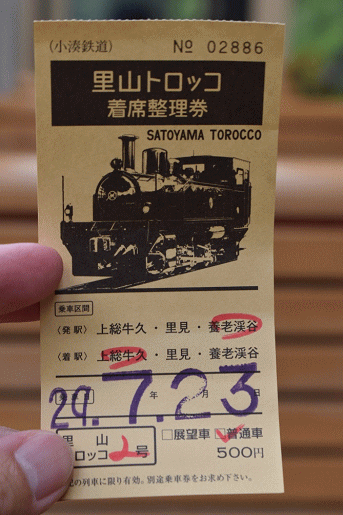 (小湊鉄道) № 02886
里山トロッコ
着席整理券
SATOYAMA TOROCCO
乗車区間
(発駅) 上総牛久・里見・養老渓谷
(着駅) 上総牛久・里見・養老渓谷
29.7.23
年 月 日
里山 □展望車 □普通車
ロッコ 号 500円
の列車に限り有効。別途乗車券をお求め下さい。